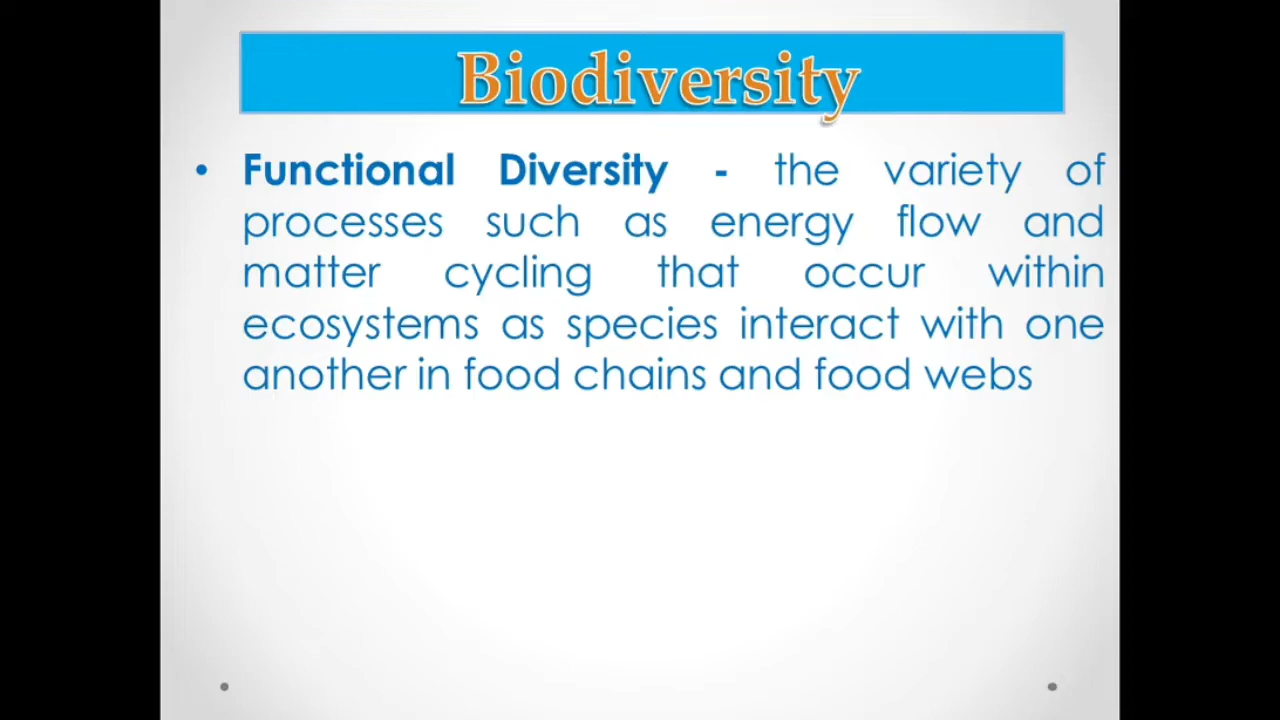 Biodiversity
• Functional Diversity - the variety of
processes such as energy flow and
matter cycling that occur within
ecosystems as species interact with one
another in food chains and food webs